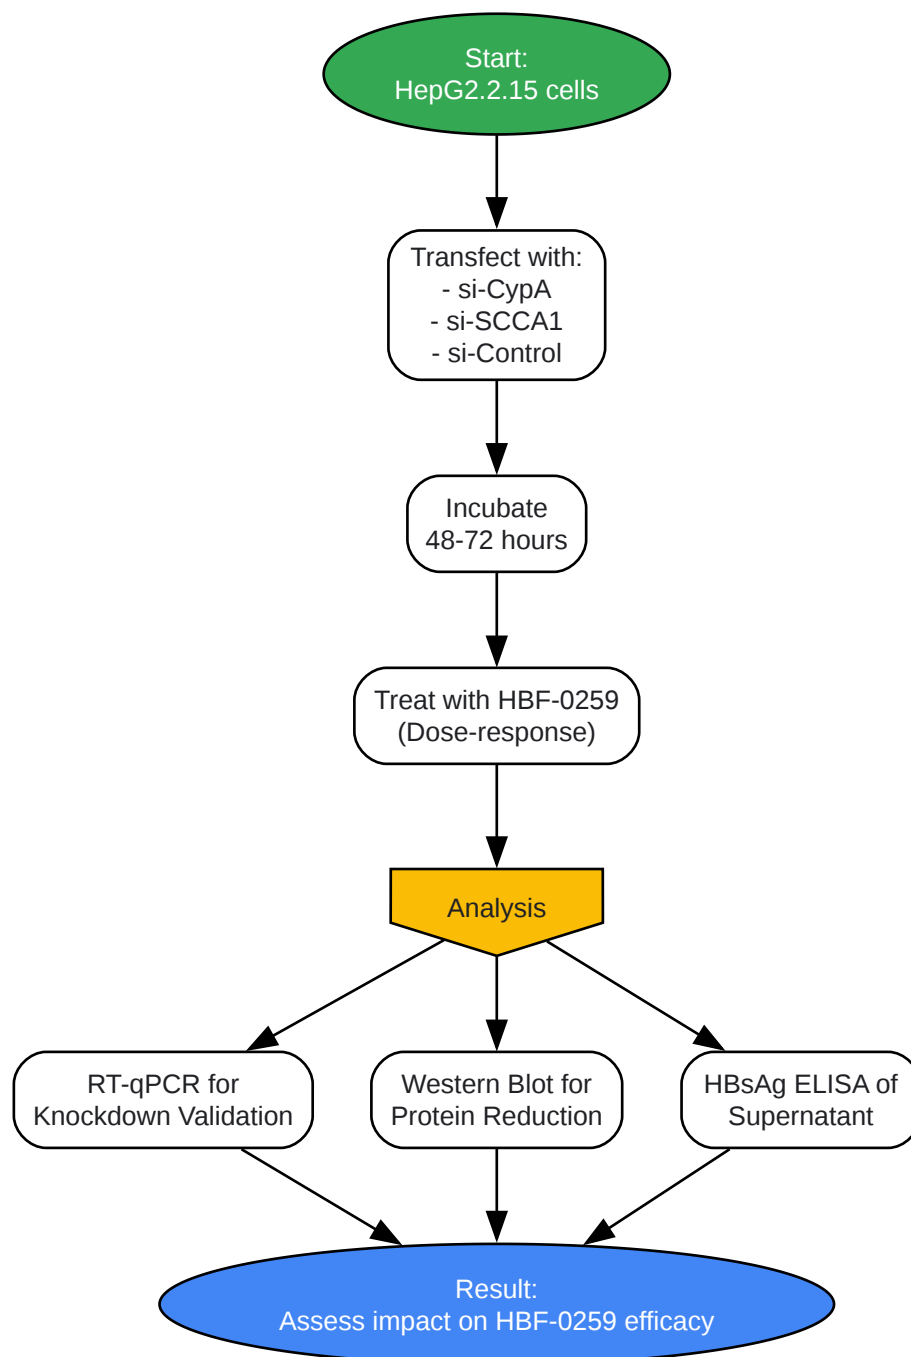 Start:
HepG2.2.15 cells
Transfect with:
- si-CypA
- si-SCCA1
- si-Control
Incubate
48-72 hours
Treat with HBF-0259
(Dose-response)
Analysis
RT-qPCR for
Knockdown Validation
Western Blot for
Protein Reduction
HBsAg ELISA of
Supernatant
Result:
Assess impact on HBF-0259 efficacy